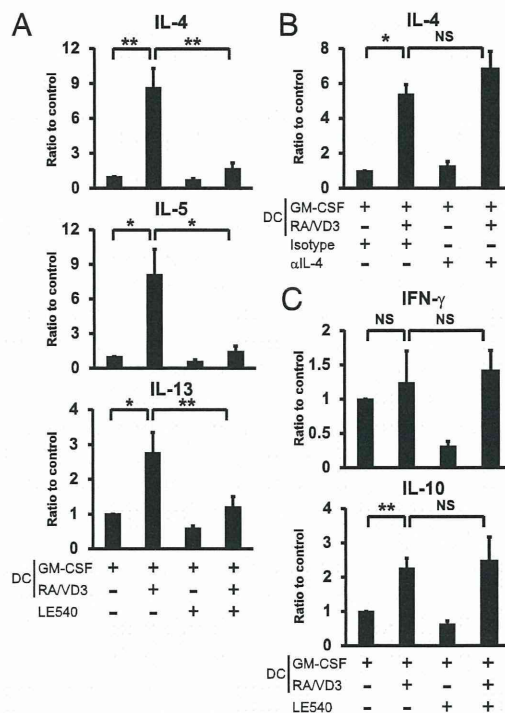 A
IL-4
** **
Ratio to control
12
9
6
3
0
IL-5
* *
Ratio to control
12
9
6
3
0
IL-13
* **
Ratio to control
4
3
2
1
0
DC GM-CSF + + + +
RA/VD3 - + - +
LE540 - - + +
B
IL-4
* NS
Ratio to control
8
6
4
2
0
DC GM-CSF + + + +
RA/VD3 - + - +
Isotype + + - -
αIL-4 - - + +
C
IFN-γ
NS NS
Ratio to control
2
1.5
1
0.5
0
IL-10
** NS
Ratio to control
4
3
2
1
0
DC GM-CSF + + + +
RA/VD3 - + - +
LE540 - - + +